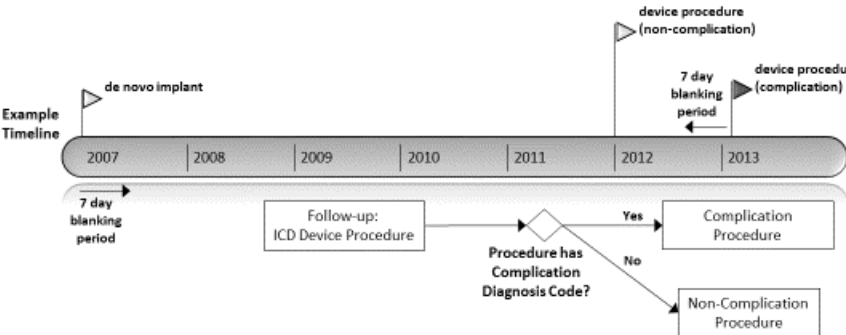 device procedure
(non-complication)
de novo implant
7 day
blanking
period
device procedu
(complication)
Example
Timeline
2007
2008
2009
2010
2011
2012
2013
7 day
blanking
period
Follow-up:
ICD Device Procedure
Procedure has
Complication
Diagnosis Code?
Yes
No
Complication
Procedure
Non-Complication
Procedure